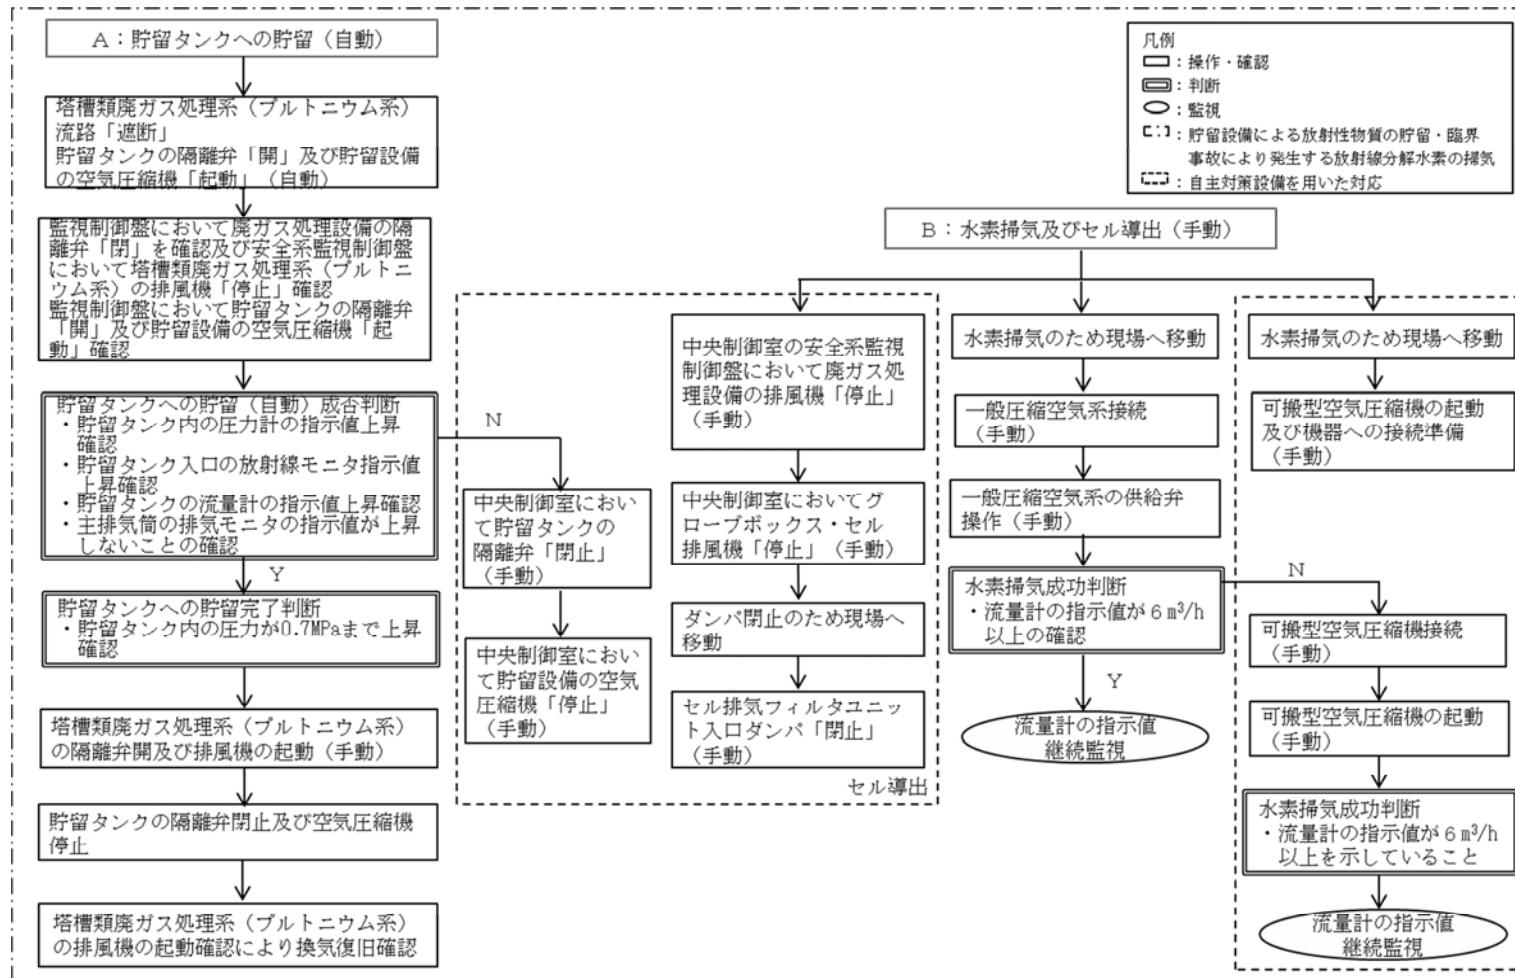 A：貯留タンクへの貯留（自動）
塔槽類廃ガス処理系（プルトニウム系）
流路「遮断」
貯留タンクの隔離弁「開」及び貯留設備
の空気圧縮機「起動」（自動）
監視制御盤において廃ガス処理設備の隔
離弁「閉」を確認及び安全系監視制御盤
において塔槽類廃ガス処理系（プルトニ
ウム系）の排風機「停止」確認
監視制御盤において貯留タンクの隔離弁
「開」及び貯留設備の空気圧縮機「起
動」確認
貯留タンクへの貯留（自動）成否判断
・貯留タンク内の圧力計の指示値上昇
確認
・貯留タンク入口の放射線モニタ指示値
上昇確認
・貯留タンクの流量計の指示値上昇確認
・主排気筒の排気モニタの指示値が上昇
しないことの確認
Y
N
貯留タンクへの貯留完了判断
・貯留タンク内の圧力が0.7MPaまで上昇
確認
塔槽類廃ガス処理系（プルトニウム系）
の隔離弁開及び排風機の起動（手動）
貯留タンクの隔離弁閉止及び空気圧縮機
停止
塔槽類廃ガス処理系（プルトニウム系）
の排風機の起動確認により換気復旧確認
中央制御室におい
て貯留タンクの
隔離弁「閉止」
（手動）
中央制御室におい
て貯留設備の空気
圧縮機「停止」
（手動）
凡例
：操作・確認
：判断
：監視
：貯留設備による放射性物質の貯留・臨界
事故により発生する放射線分解水素の掃気
：自主対策設備を用いた対応
B：水素掃気及びセル導出（手動）
中央制御室の安全系監視
制御盤において廃ガス処
理設備の排風機「停止」
（手動）
中央制御室においてグ
ローブボックス・セル
排風機「停止」（手動）
ダンパ閉止のため現場へ
移動
セル排気フィルタユニッ
ト入口ダンパ「閉止」
（手動）
セル導出
水素掃気のため現場へ移動
一般圧縮空気系接続
（手動）
一般圧縮空気系の供給弁
操作（手動）
水素掃気成功判断
・流量計の指示値が６m³/h
以上の確認
Y
N
流量計の指示値
継続監視
水素掃気のため現場へ移動
可搬型空気圧縮機の起動
及び機器への接続準備
（手動）
可搬型空気圧縮機接続
（手動）
可搬型空気圧縮機の起動
（手動）
水素掃気成功判断
・流量計の指示値が６m³/h
以上を示していること
流量計の指示値
継続監視